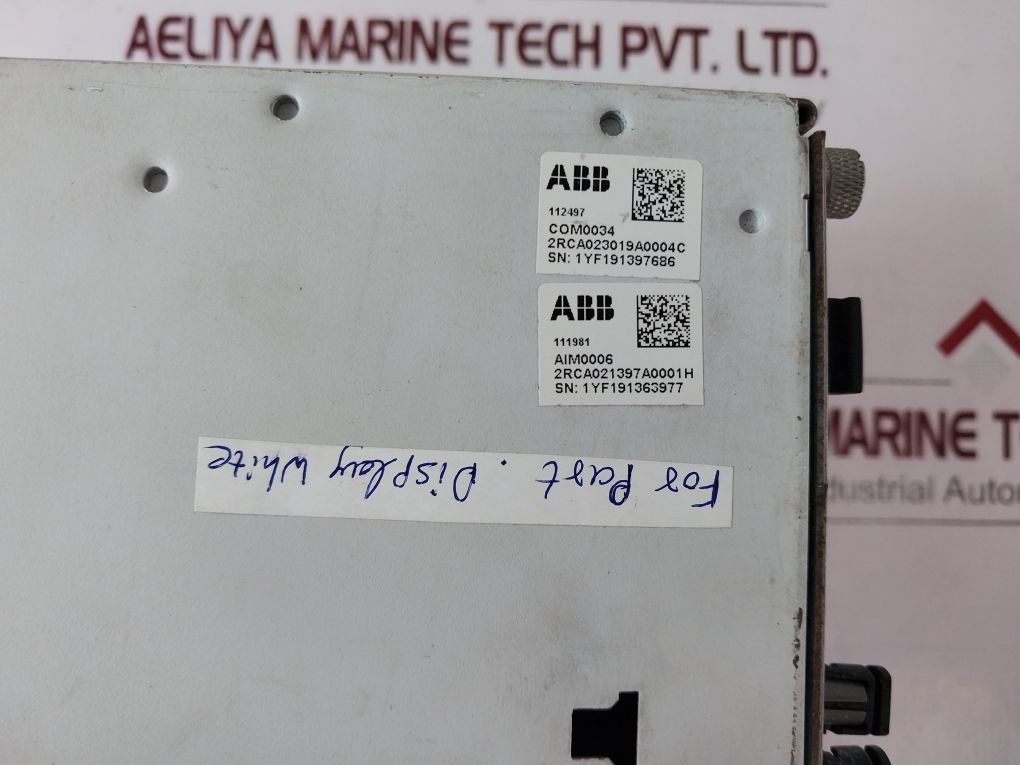 AELIYA MARINE TECH PVT. LTD.
ABB
112497
COM0034
2RCA023019A0004C
SN: 1YF191397686
ABB
111981
AIM0006
2RCA021397A0001H
SN: 1YF191363977
For Part. Display White
MARINE T
dustrial Autom